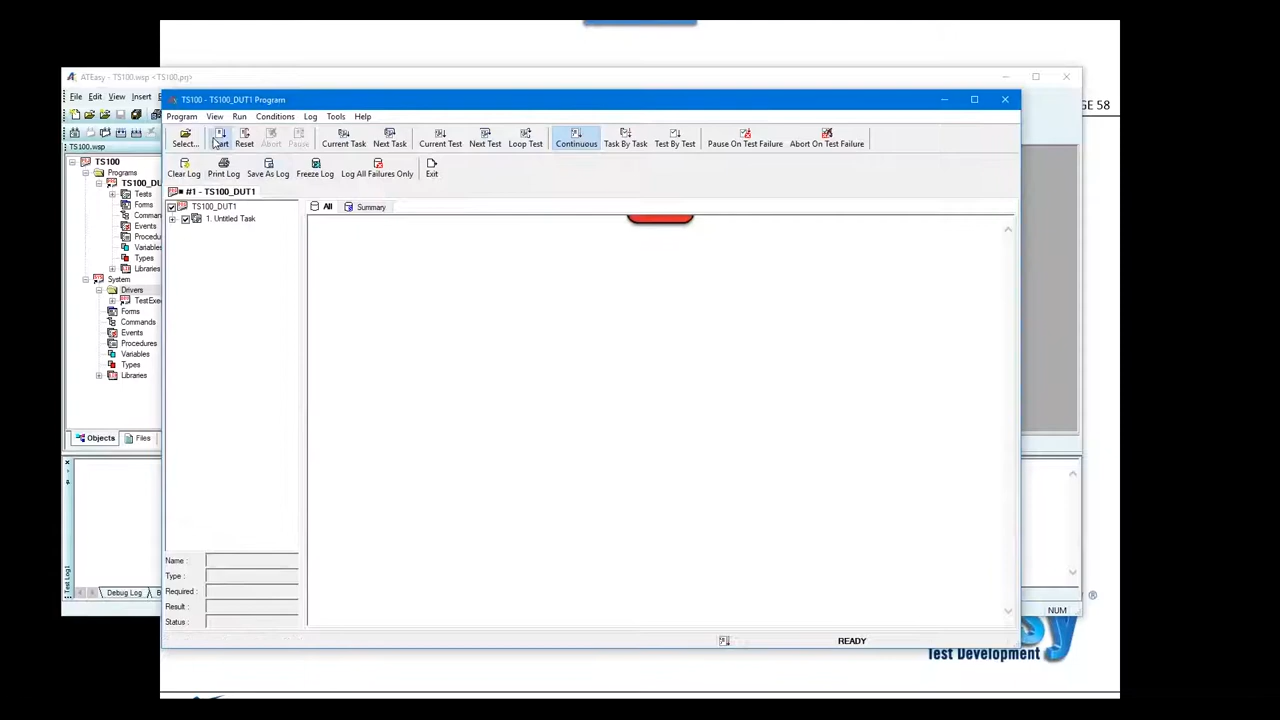 GE 58
ATEasy - TS100.wsp <TS100.prj>
File Edit View Insert
TS100.wsp
TS100
Programs
TS100_DU
Tests
Forms
Comman
Events
Procedu
Variables
Types
Libraries
System
Drivers
TestExe
Forms
Commands
Events
Procedures
Variables
Types
Libraries
Objects Files
Test Log
Debug Log B
NUM
TS100 - TS100_DUT1 Program
Program View Run Conditions Log Tools Help
Select... Start Reset Abort Pause Current Task Next Task Current Test Next Test Loop Test Continuous Task By Task Test By Test Pause On Test Failure Abort On Test Failure
Clear Log Print Log Save As Log Freeze Log Log All Failures Only Exit
#1 - TS100_DUT1
TS100_DUT1
1. Untitled Task
All Summary
Name :
Type :
Required :
Result :
Status :
READY
®
Test Development